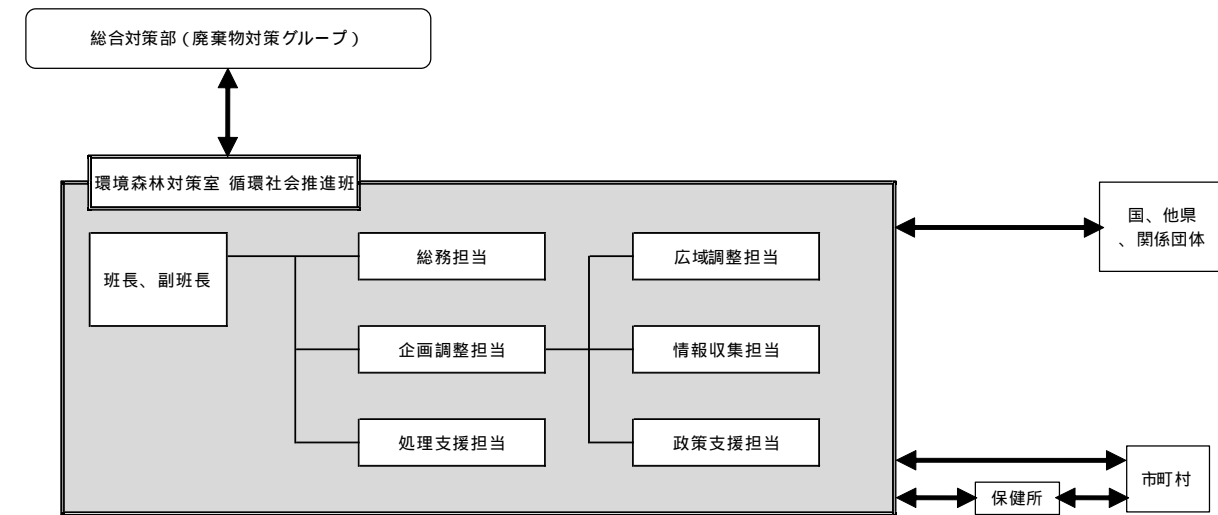 総合対策部(廃棄物対策グループ)
環境森林対策室 循環社会推進班
国、他県
、関係団体
班長、副班長
総務担当
広域調整担当
企画調整担当
情報収集担当
処理支援担当
政策支援担当
市町村
保健所